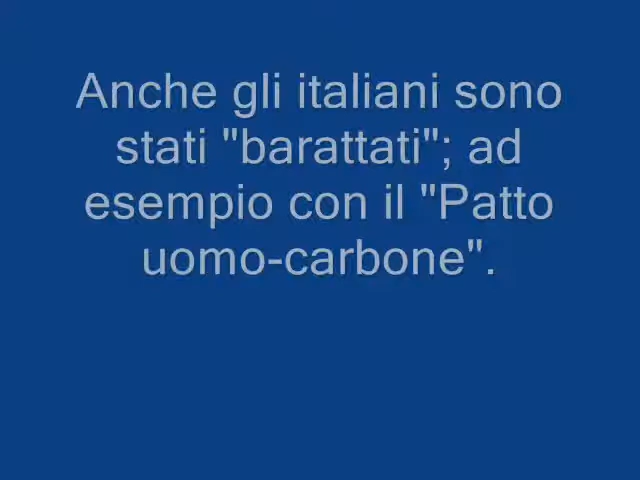 Anche gli italiani sono
stati "barattati"; ad
esempio con il "Patto
uomo-carbone".